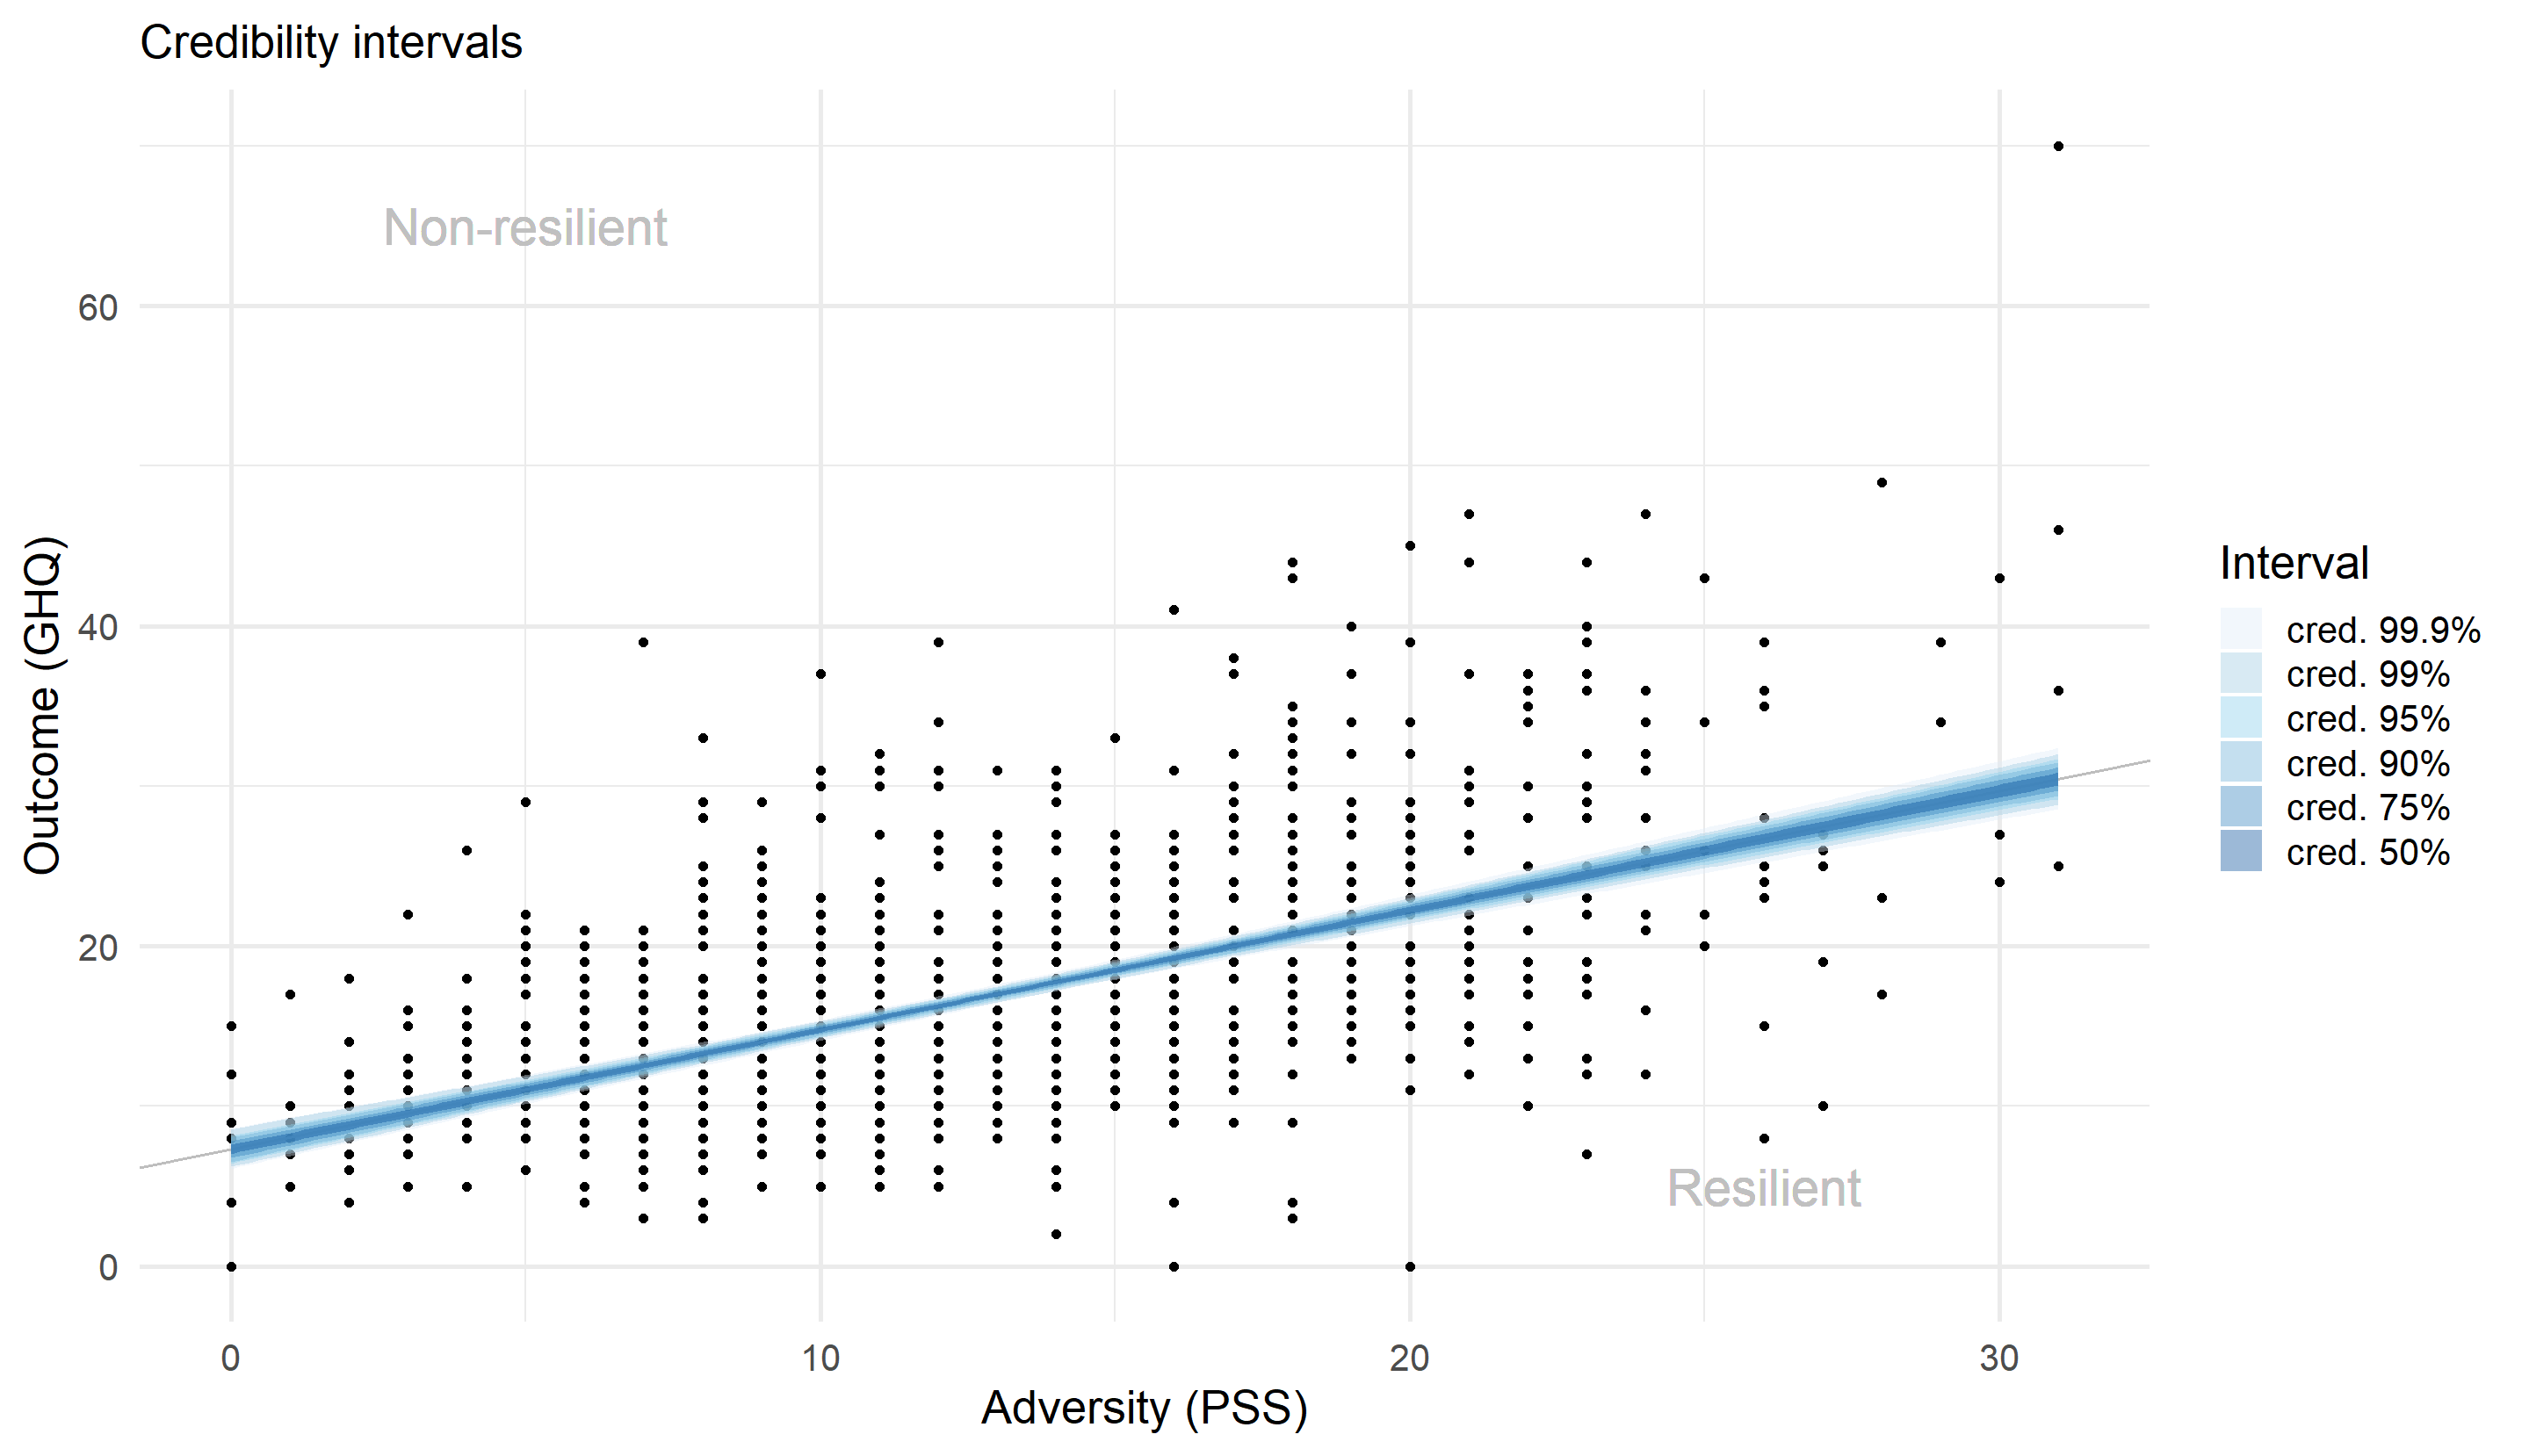 Credibility intervals
Non-resilient
Resilient
60
40
20
0
Outcome (GHQ)
0
10
20
30
Adversity (PSS)
Interval
cred. 99.9%
cred. 99%
cred. 95%
cred. 90%
cred. 75%
cred. 50%